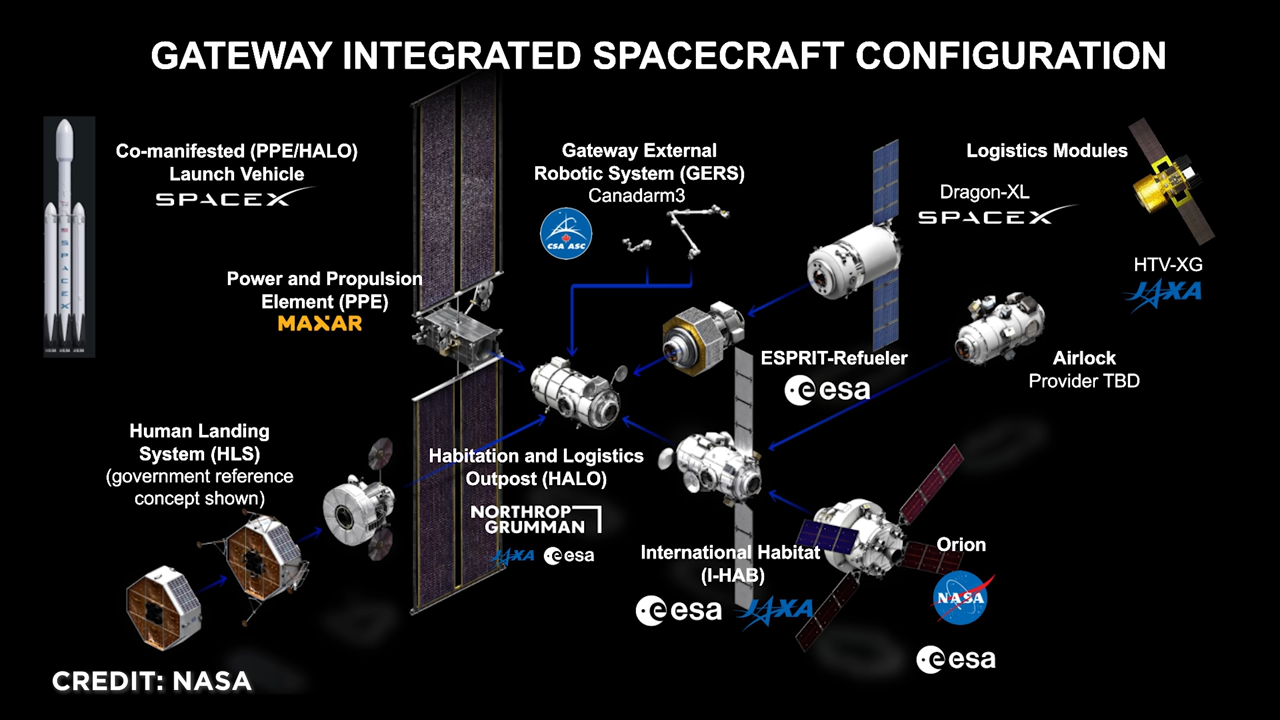 GATEWAY INTEGRATED SPACECRAFT CONFIGURATION
Co-manifested (PPE/HALO)
Launch Vehicle
SPACEX
SPACEX
Gateway External
Robotic System (GERS)
Canadarm3
CSA ASC
Logistics Modules
Dragon-XL
SPACEX
HTV-XG
JAXA
Power and Propulsion
Element (PPE)
MAXAR
ESPRIT-Refueler
esa
Airlock
Provider TBD
Human Landing
System (HLS)
(government reference
concept shown)
Habitation and Logistics
Outpost (HALO)
NORTHROP
GRUMMAN
JAXA esa
International Habitat
(I-HAB)
esa JAXA
Orion
NASA
esa
CREDIT: NASA